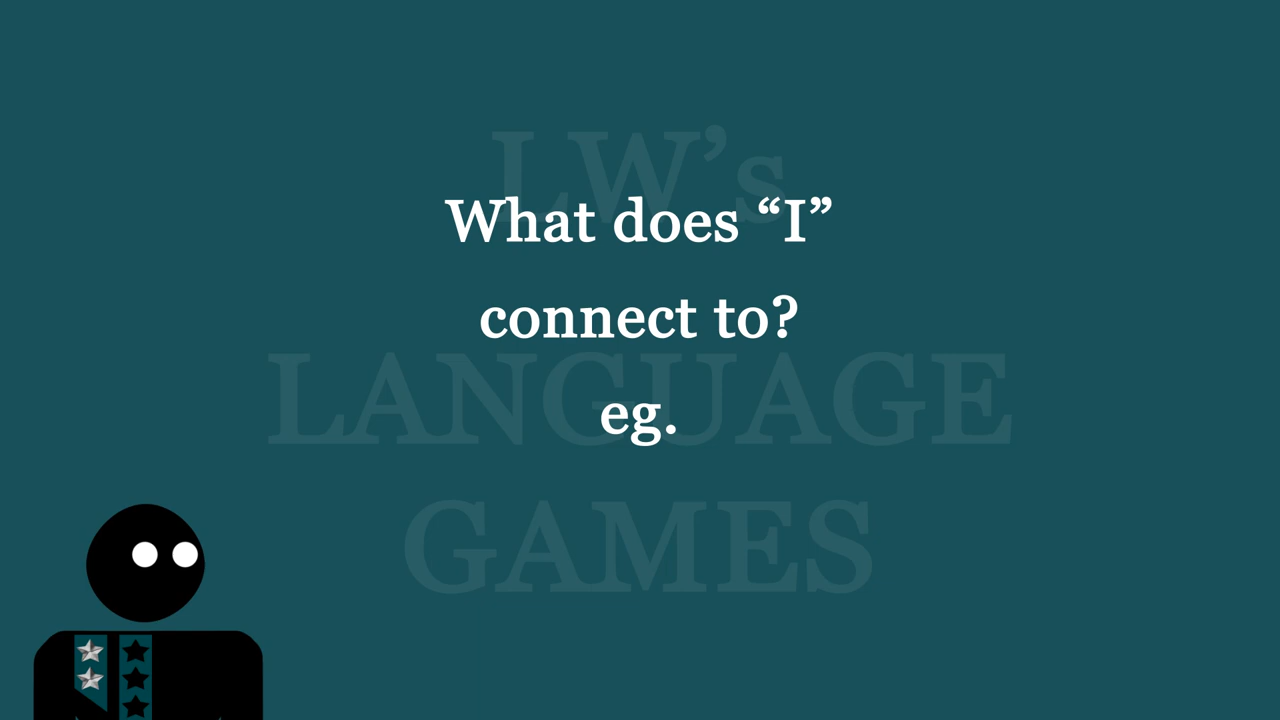 LW’s
What does “I”
connect to?
LANGUAGE
eg.
GAMES